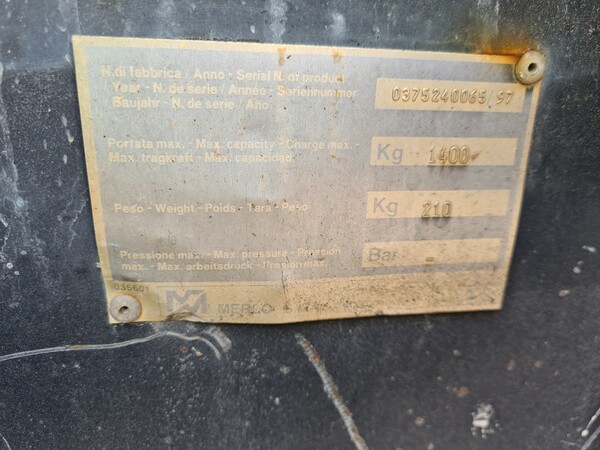 N.di fabbrica / Anno - Serial N. of product
Year - N. de serie / Année - Seriennummer
Baujahr - N. de serie / Año
0375240065/97
Portata max. - Max. capacity - Charge max. -
Max. tragkraft - Max. capacidad.
Kg 1400
Peso - Weight - Poids - Tara - Peso
Kg 210
Pressione max. - Max. pressura - Pression
max. - Max. arbeitsdruck - Presion max.
Bar
035601
MERLO